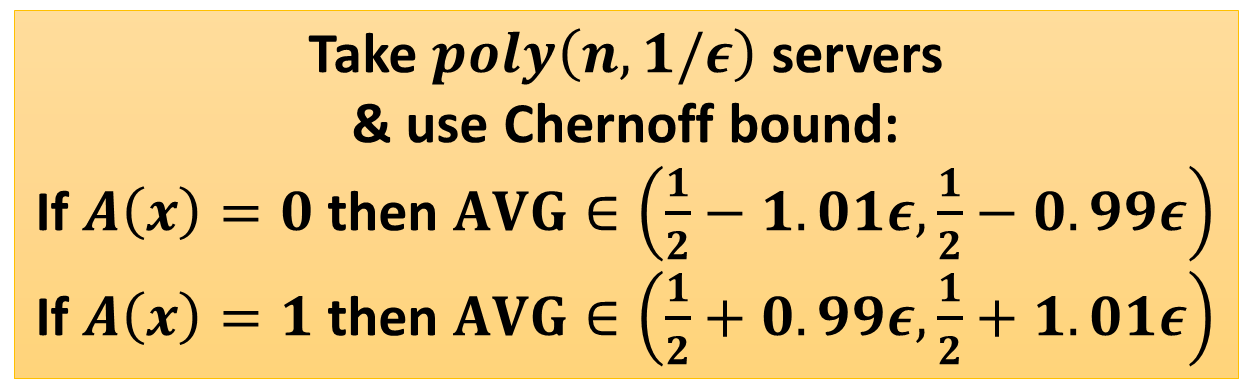 Take poly(n, 1/ϵ) servers
& use Chernoff bound:
If A(x) = 0 then AVG ∈ (1/2 − 1.01ϵ, 1/2 − 0.99ϵ)
If A(x) = 1 then AVG ∈ (1/2 + 0.99ϵ, 1/2 + 1.01ϵ)